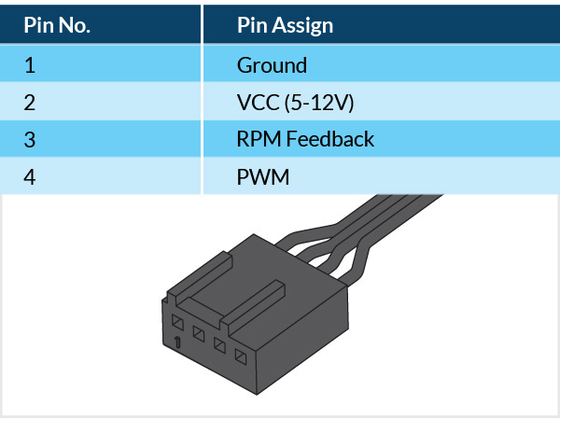 Pin No. Pin Assign
1 Ground
2 VCC (5-12V)
3 RPM Feedback
4 PWM
1